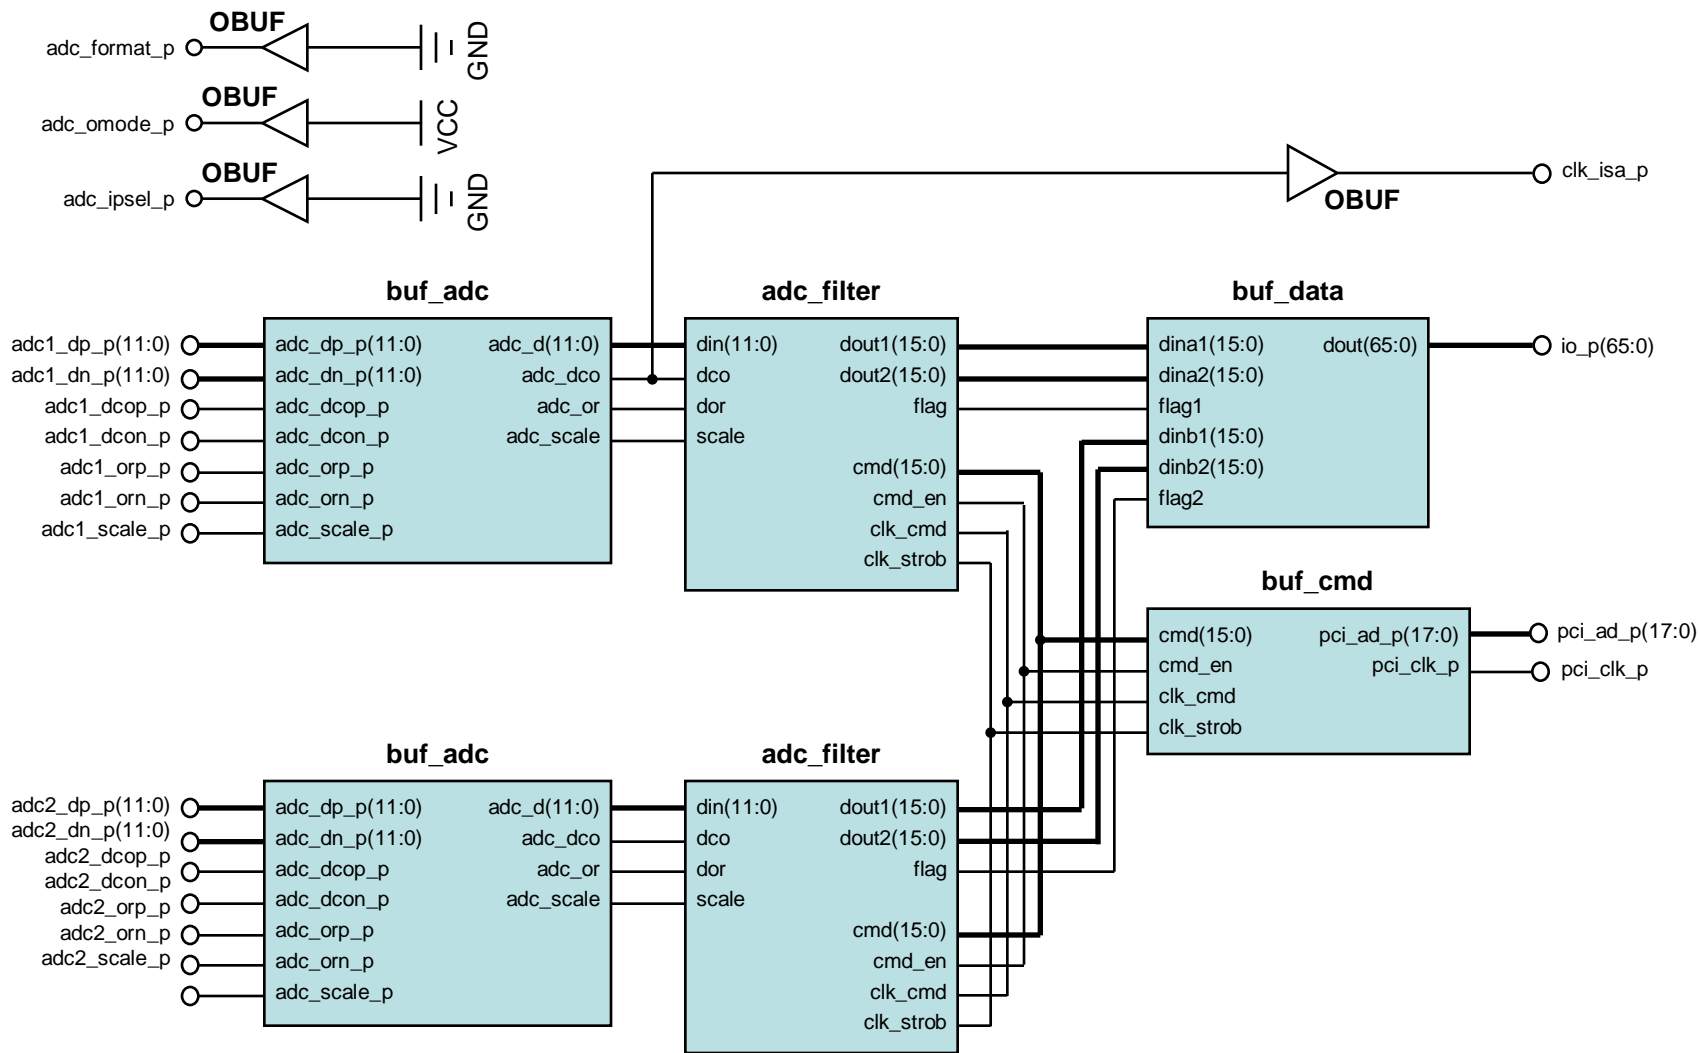 OBUF
adc_format_p
GND
OBUF
adc_omode_p
VCC
OBUF
adc_ipsel_p
GND
clk_isa_p
OBUF
buf_adc
adc1_dp_p(11:0)
adc1_dn_p(11:0)
adc1_dcop_p
adc1_dcon_p
adc1_orp_p
adc1_orn_p
adc1_scale_p
adc_dp_p(11:0)
adc_dn_p(11:0)
adc_dcop_p
adc_dcon_p
adc_orp_p
adc_orn_p
adc_scale_p
adc_d(11:0)
adc_dco
adc_or
adc_scale
adc_filter
din(11:0)
dco
dor
scale
dout1(15:0)
dout2(15:0)
flag
cmd(15:0)
cmd_en
clk_cmd
clk_strob
buf_data
dina1(15:0)
dina2(15:0)
flag1
dinb1(15:0)
dinb2(15:0)
flag2
dout(65:0)
io_p(65:0)
buf_cmd
cmd(15:0)
cmd_en
clk_cmd
clk_strob
pci_ad_p(17:0)
pci_clk_p
pci_ad_p(17:0)
pci_clk_p
buf_adc
adc2_dp_p(11:0)
adc2_dn_p(11:0)
adc2_dcop_p
adc2_dcon_p
adc2_orp_p
adc2_orn_p
adc2_scale_p
adc_dp_p(11:0)
adc_dn_p(11:0)
adc_dcop_p
adc_dcon_p
adc_orp_p
adc_orn_p
adc_scale_p
adc_d(11:0)
adc_dco
adc_or
adc_scale
adc_filter
din(11:0)
dco
dor
scale
dout1(15:0)
dout2(15:0)
flag
cmd(15:0)
cmd_en
clk_cmd
clk_strob